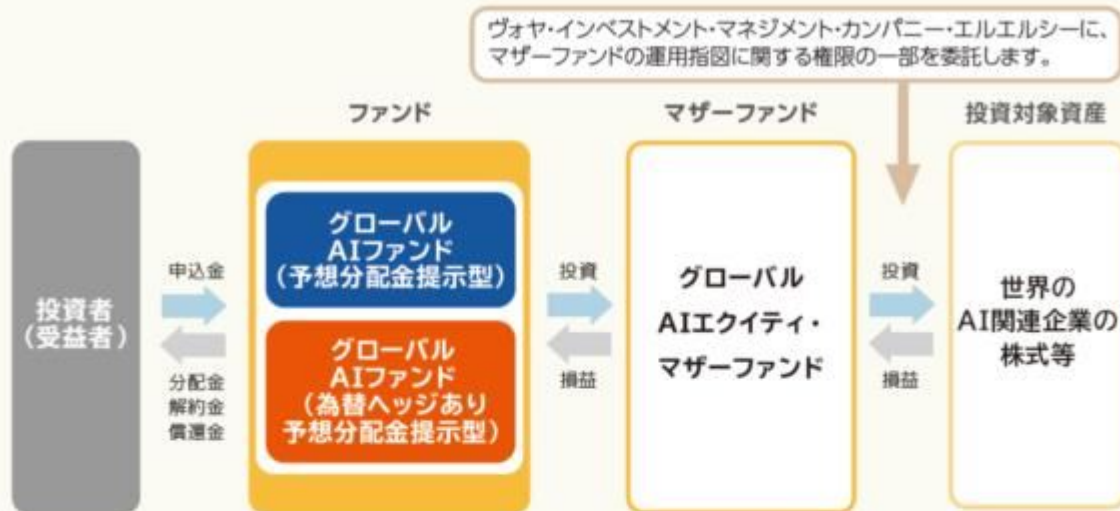 ヴォヤ・インベストメント・マネジメント・カンパニー・エルエルシーに、
マザーファンドの運用指図に関する権限の一部を委託します。
ファンド
マザーファンド
投資対象資産
投資者
（受益者）
申込金
分配金
解約金
償還金
グローバル
AIファンド
（予想分配金提示型）
グローバル
AIファンド
（為替ヘッジあり
予想分配金提示型）
投資
損益
グローバル
AIエクイティ・
マザーファンド
投資
損益
世界の
AI関連企業の
株式等